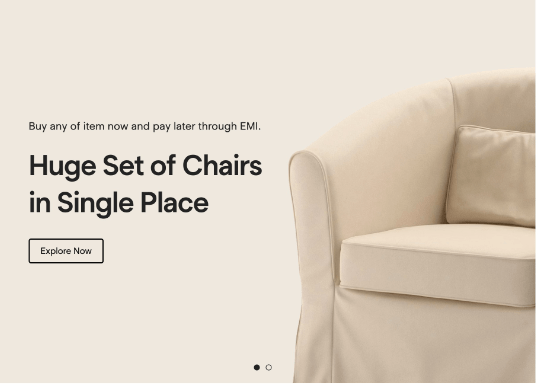 Buy any of item now and pay later through EMI.
Huge Set of Chairs
in Single Place
Explore Now